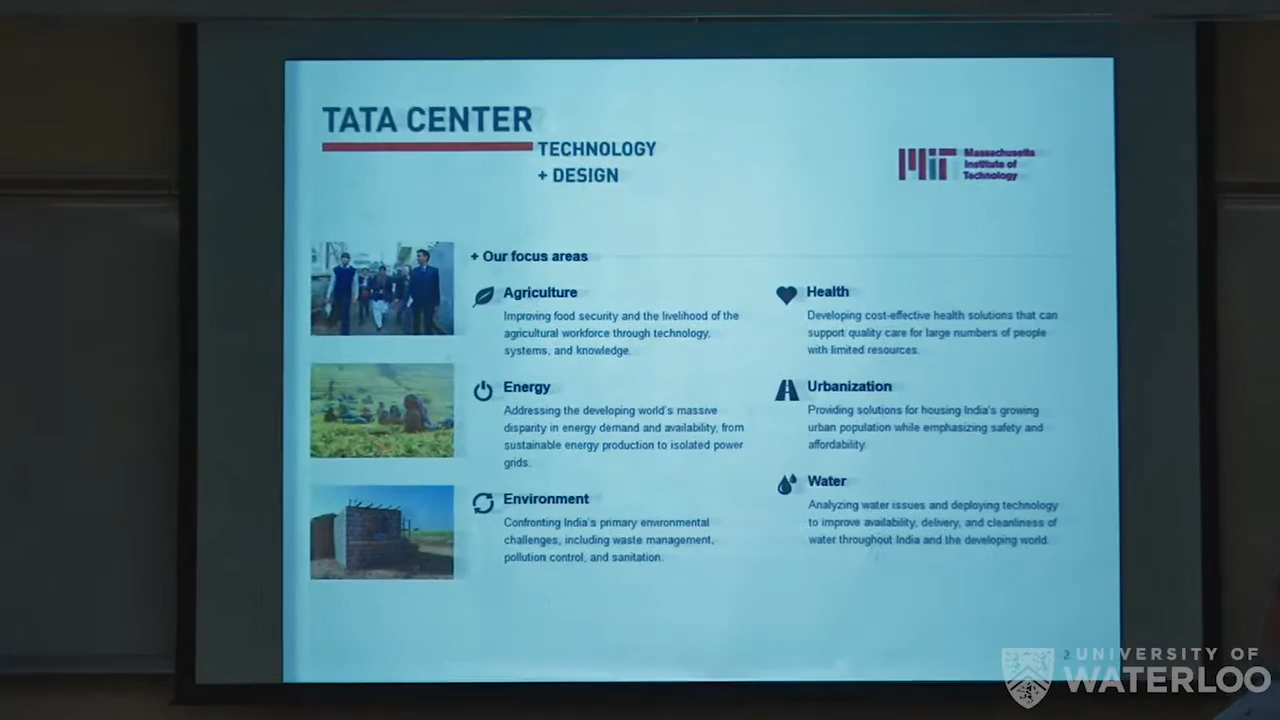 TATA CENTER
TECHNOLOGY
+ DESIGN
Massachusetts
Institute of
Technology
+ Our focus areas
Agriculture
Improving food security and the livelihood of the
agricultural workforce through technology,
systems, and knowledge.
Energy
Addressing the developing world's massive
disparity in energy demand and availability, from
sustainable energy production to isolated power
grids.
Environment
Confronting India's primary environmental
challenges, including waste management,
pollution control, and sanitation.
Health
Developing cost-effective health solutions that can
support quality care for large numbers of people
with limited resources.
Urbanization
Providing solutions for housing India's growing
urban population while emphasizing safety and
affordability.
Water
Analyzing water issues and deploying technology
to improve availability, delivery, and cleanliness of
water throughout India and the developing world.
2
UNIVERSITY OF
WATERLOO